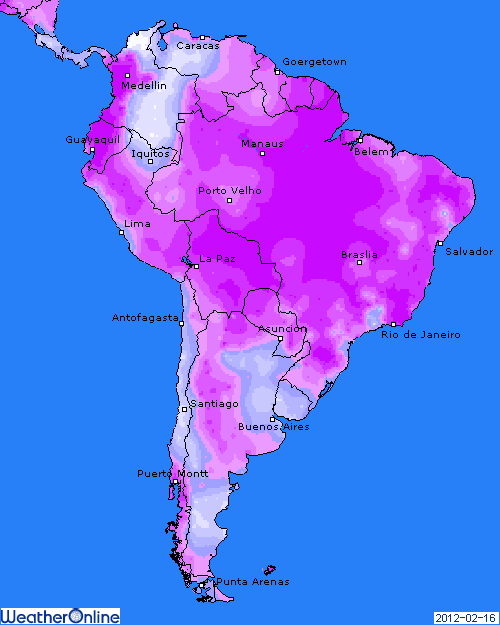 Caracas
Goergetown
Medellin
Guayaquil
Manaus
Belem
Iquitos
Porto Velho
Lima
Salvador
La Paz
Braslia
Antofagasta
Asuncion
Rio de Janeiro
Santiago
Buenos Aires
Puerto Montt
Punta Arenas
WeatherOnline
2012-02-16